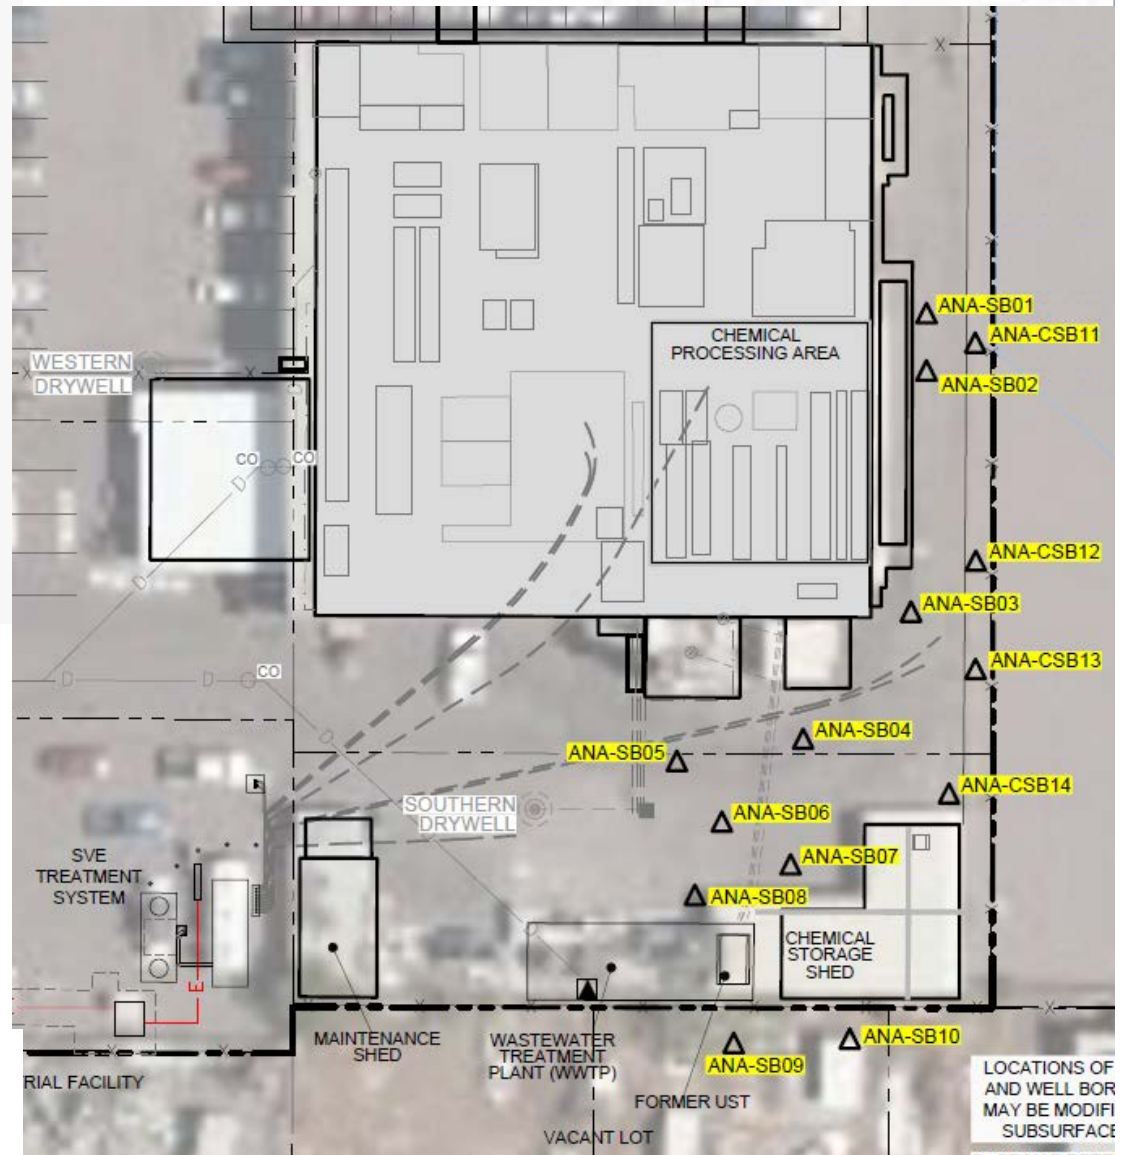 ANA-SB01
CHEMICAL
PROCESSING AREA
ANA-CSB11
WESTERN
DRYWELL
ANA-SB02
CO
CO
D
ANA-CSB12
D
ANA-SB03
CO
D
D
ANA-CSB13
D
ANA-SB04
ANA-SB05
ANA-CSB14
SOUTHERN
DRYWELL
ANA-SB06
SVE
TREATMENT
SYSTEM
ANA-SB07
ANA-SB08
CHEMICAL
STORAGE
SHED
D
E
MAINTENANCE
SHED
WASTEWATER
TREATMENT
PLANT (WWTP)
ANA-SB10
ANA-SB09
RIAL FACILITY
FORMER UST
VACANT LOT
LOCATIONS OF
AND WELL BOR
MAY BE MODIFI
SUBSURFACE